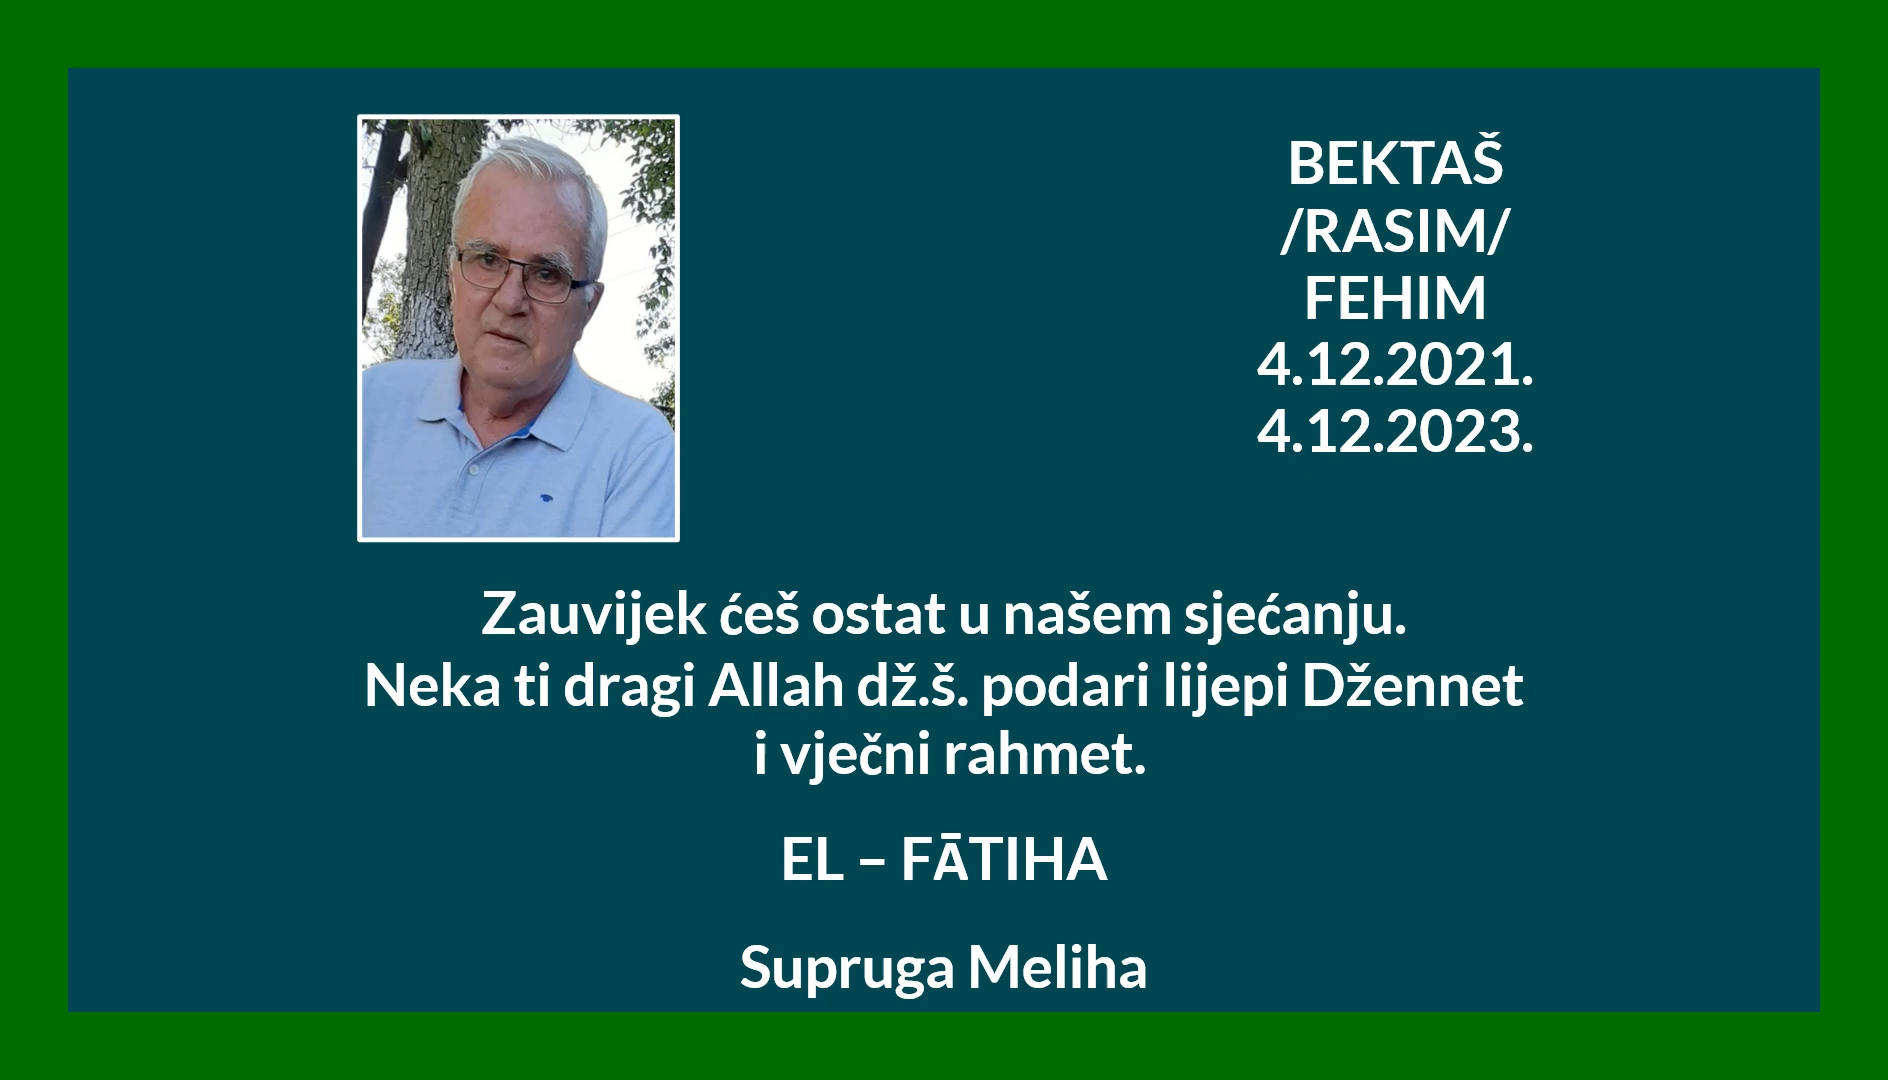 BEKTAŠ
/RASIM/
FEHIM
4.12.2021.
4.12.2023.
Zauvijek ćeš ostat u našem sjećanju.
Neka ti dragi Allah dž.š. podari lijepi Džennet
i vječni rahmet.
EL – FĀTIHA
Supruga Meliha